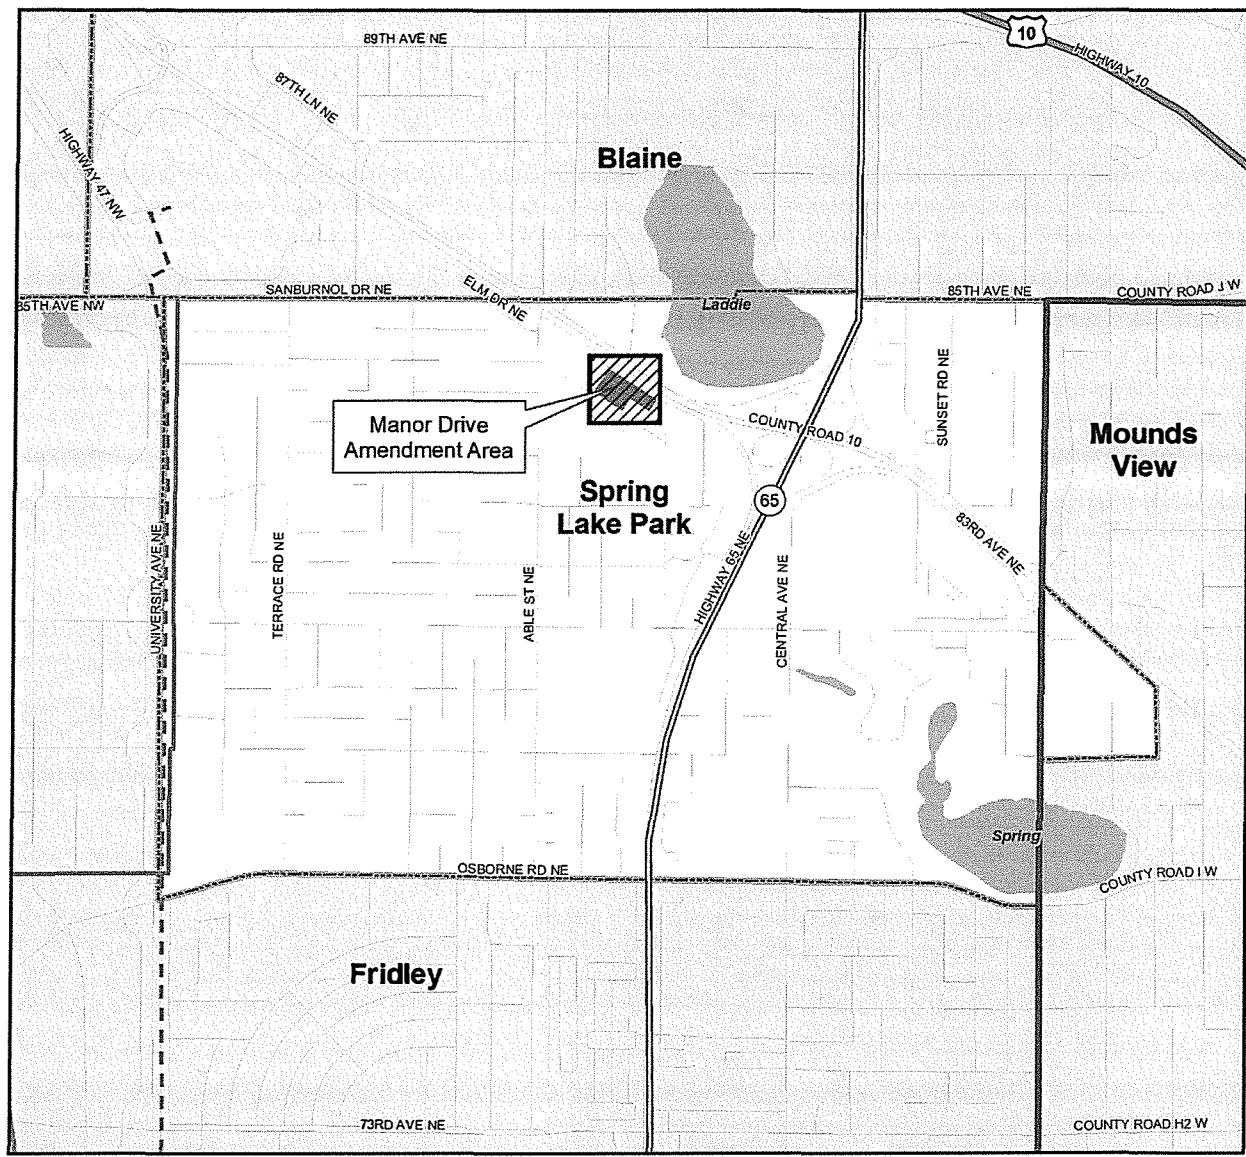 89TH AVE NE
10
HIGHWAY 10
87TH LN NE
HIGHWAY 47 NW
Blaine
SANBURNOL DR NE
ELM DR NE
85TH AVE NE
COUNTY ROAD J W
85TH AVE NW
Laddie
Manor Drive
Amendment Area
COUNTY ROAD 10
SUNSET RD NE
Mounds
View
Spring
Lake Park
65
83RD AVE NE
UNIVERSITY AVE NE
TERRACE RD NE
ABLE ST NE
HIGHWAY 65 NE
CENTRAL AVE NE
Spring
OSBORNE RD NE
COUNTY ROAD I W
Fridley
73RD AVE NE
COUNTY ROAD H2 W